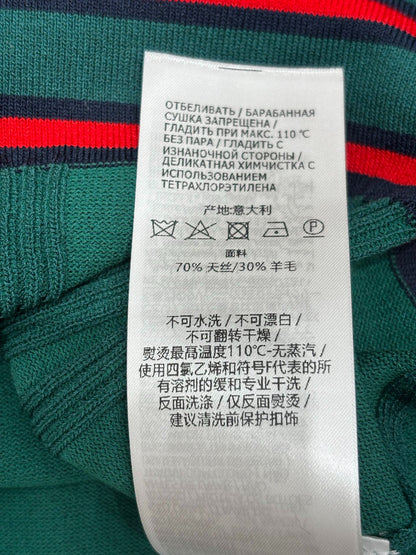 ОТБЕЛИВАТЬ / БАРАБАННАЯ
СУШКА ЗАПРЕЩЕНА /
ГЛАДИТЬ ПРИ МАКС. 110 °C
БЕЗ ПАРА / ГЛАДИТЬ С
ИЗНАНОЧНОЙ СТОРОНЫ /
ДЕЛИКАТНАЯ ХИМЧИСТКА С
ИСПОЛЬЗОВАНИЕМ
ТЕТРАХЛОРЭТИЛЕНА
产地:意大利
P
面料
70% 天丝/30% 羊毛
不可水洗 / 不可漂白 /
不可翻转干燥 /
熨烫最高温度110°C-无蒸汽 /
使用四氯乙烯和符号F代表的所
有溶剂的缓和专业干洗 /
反面洗涤 / 仅反面熨烫 /
建议清洗前保护扣饰